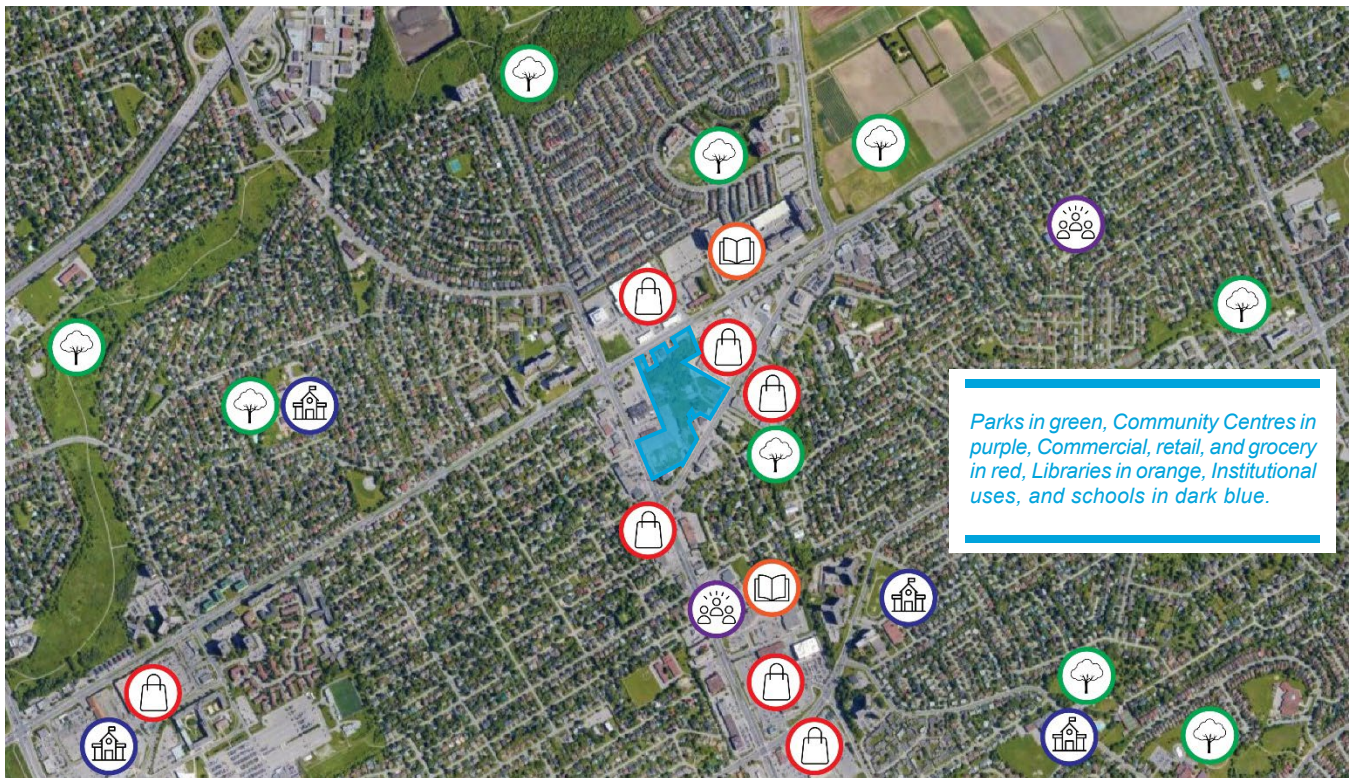 Parks in green, Community Centres in
purple, Commercial, retail, and grocery
in red, Libraries in orange, Institutional
uses, and schools in dark blue.